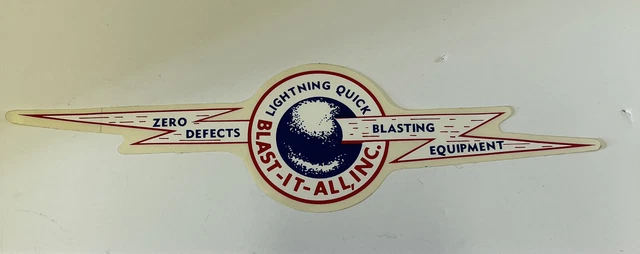 LIGHTNING QUICK
ZERO
DEFECTS
BLASTING
EQUIPMENT
BLAST-IT-ALL, INC.